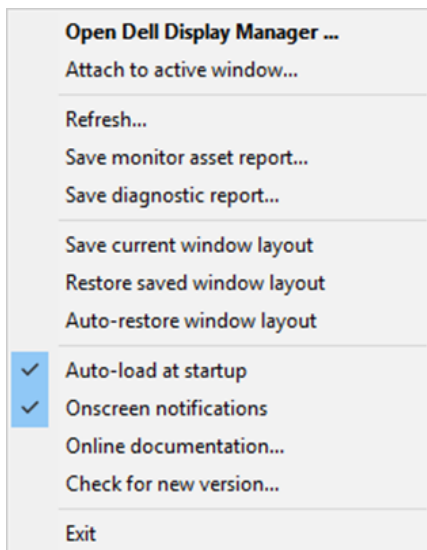 Open Dell Display Manager ...
Attach to active window...
Refresh...
Save monitor asset report...
Save diagnostic report...
Save current window layout
Restore saved window layout
Auto-restore window layout
Auto-load at startup
Onscreen notifications
Online documentation...
Check for new version...
Exit